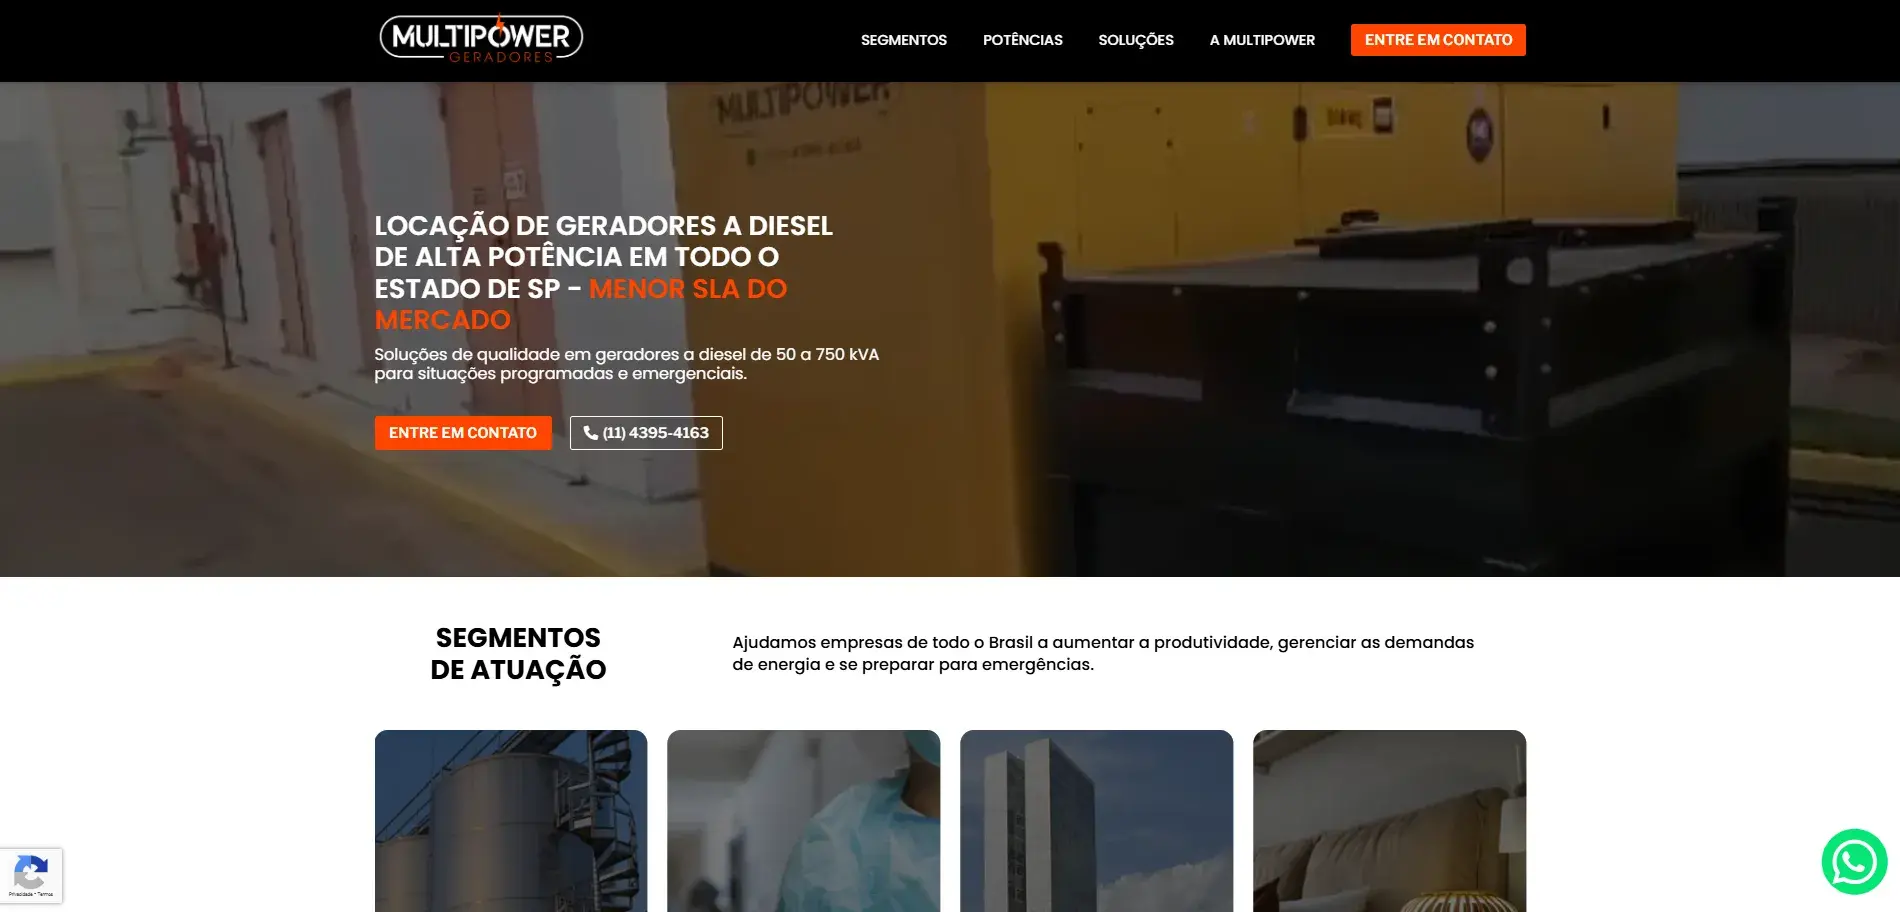 MULTIPOWER
GERADORES
SEGMENTOS
POTÊNCIAS
SOLUÇÕES
A MULTIPOWER
ENTRE EM CONTATO
MULTIPOWER
LOCAÇÃO DE GERADORES A DIESEL
DE ALTA POTÊNCIA EM TODO O
ESTADO DE SP - MENOR SLA DO
MERCADO
Soluções de qualidade em geradores a diesel de 50 a 750 kVA
para situações programadas e emergenciais.
ENTRE EM CONTATO
(11) 4395-4163
SEGMENTOS
DE ATUAÇÃO
Ajudamos empresas de todo o Brasil a aumentar a produtividade, gerenciar as demandas
de energia e se preparar para emergências.
Privacidade - Termos